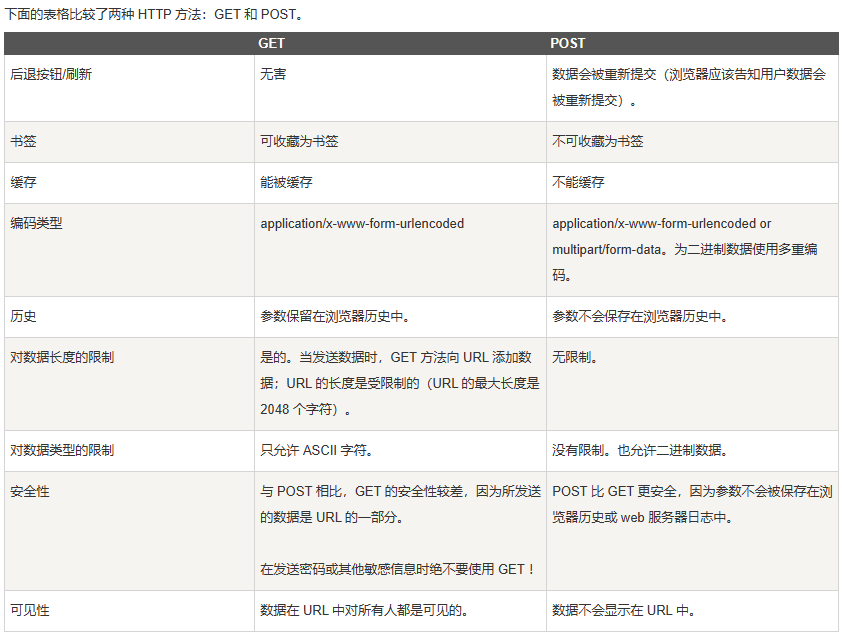 下面的表格比较了两种 HTTP 方法：GET 和 POST。
GET POST
后退按钮/刷新 无害 数据会被重新提交（浏览器应该告知用户数据会
被重新提交）。
书签 可收藏为书签 不可收藏为书签
缓存 能被缓存 不能缓存
编码类型 application/x-www-form-urlencoded application/x-www-form-urlencoded or
multipart/form-data。为二进制数据使用多重编
码。
历史 参数保留在浏览器历史中。 参数不会保存在浏览器历史中。
对数据长度的限制 是的。当发送数据时，GET 方法向 URL 添加数 无限制。
据；URL 的长度是受限制的（URL 的最大长度是
2048 个字符）。
对数据类型的限制 只允许 ASCII 字符。 没有限制。也允许二进制数据。
安全性 与 POST 相比，GET 的安全性较差，因为所发送 POST 比 GET 更安全，因为参数不会被保存在浏
的数据是 URL 的一部分。 览器历史或 web 服务器日志中。
在发送密码或其他敏感信息时绝不要使用 GET ！
可见性 数据在 URL 中对所有人都是可见的。 数据不会显示在 URL 中。